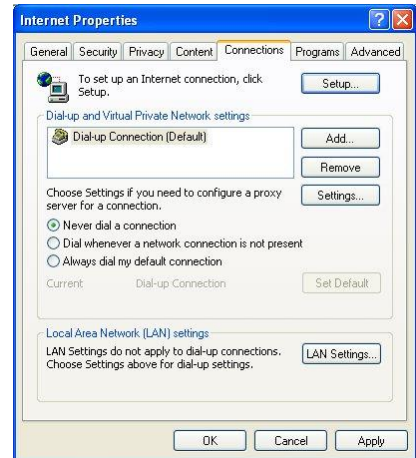 Internet Properties
General Security Privacy Content Connections Programs Advanced
To set up an Internet connection, click
Setup.
Setup...
Dial-up and Virtual Private Network settings
Dial-up Connection (Default)
Add...
Remove
Choose Settings if you need to configure a proxy
server for a connection.
Settings...
Never dial a connection
Dial whenever a network connection is not present
Always dial my default connection
Current Dial-up Connection Set Default
Local Area Network (LAN) settings
LAN Settings do not apply to dial-up connections.
Choose Settings above for dial-up settings.
LAN Settings...
OK Cancel Apply